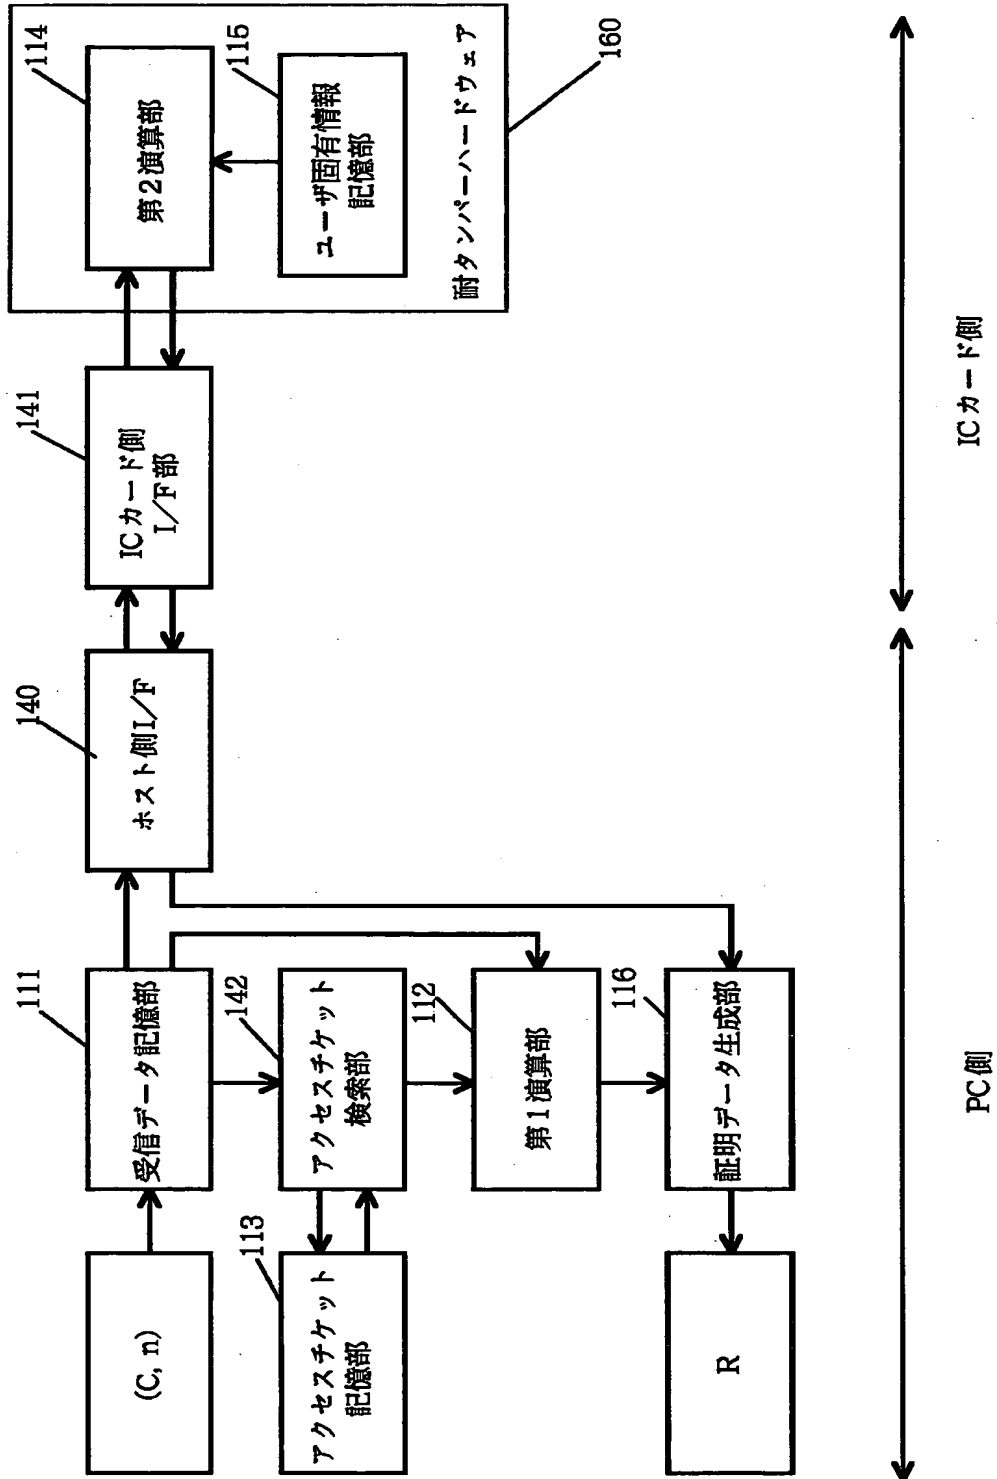 (C, n)
111
受信データ記憶部
140
ホスト側I/F
141
ICカード側
I/F部
114
第2演算部
115
ユーザ固有情報
記憶部
耐タンパーハードウェア
160
113
アクセスチケット
記憶部
142
アクセスチケット
検索部
112
第1演算部
116
証明データ生成部
R
PC側
ICカード側